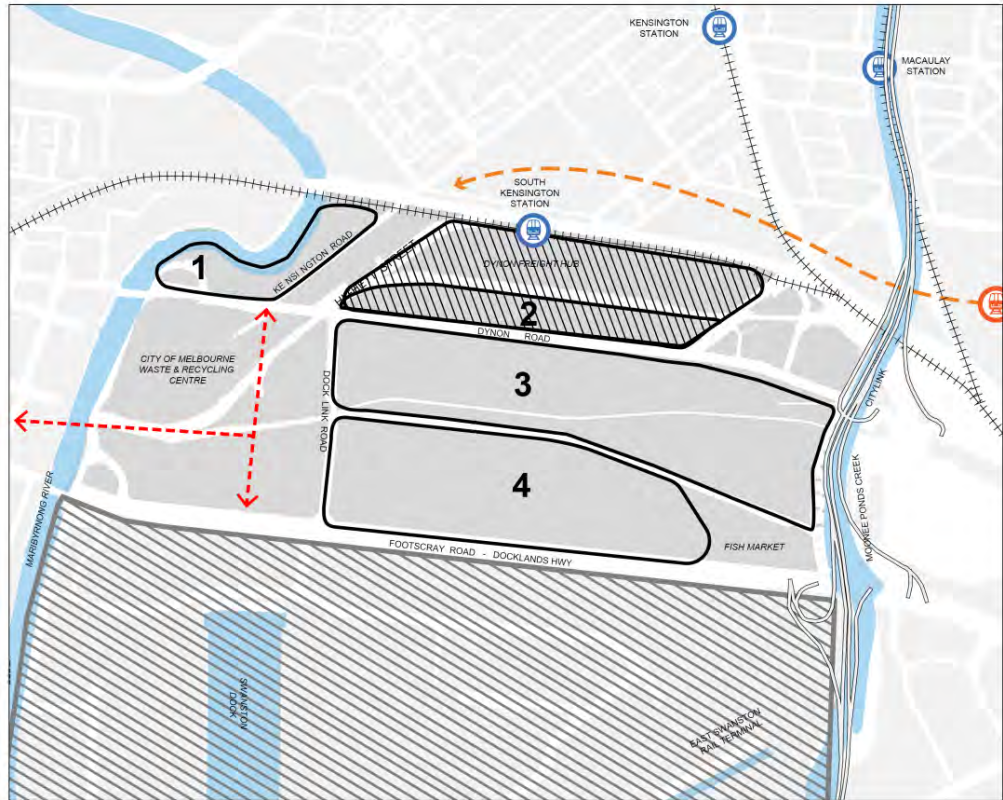 KENSINGTON
STATION
MACAULAY
STATION
SOUTH
KENSINGTON
STATION
1
KENSINGTON ROAD
DYNON FREIGHT HUB
2
DYNON ROAD
CITY OF MELBOURNE
WASTE & RECYCLING
CENTRE
3
CITYLINK
DOCK LINK ROAD
4
MARIBYRNONG RIVER
MOONEE PONDS CREEK
FISH MARKET
FOOTSCRAY ROAD - DOCKLANDS HWY
SWANSTON
DOCK
EAST SWANSTON
RAIL TERMINAL